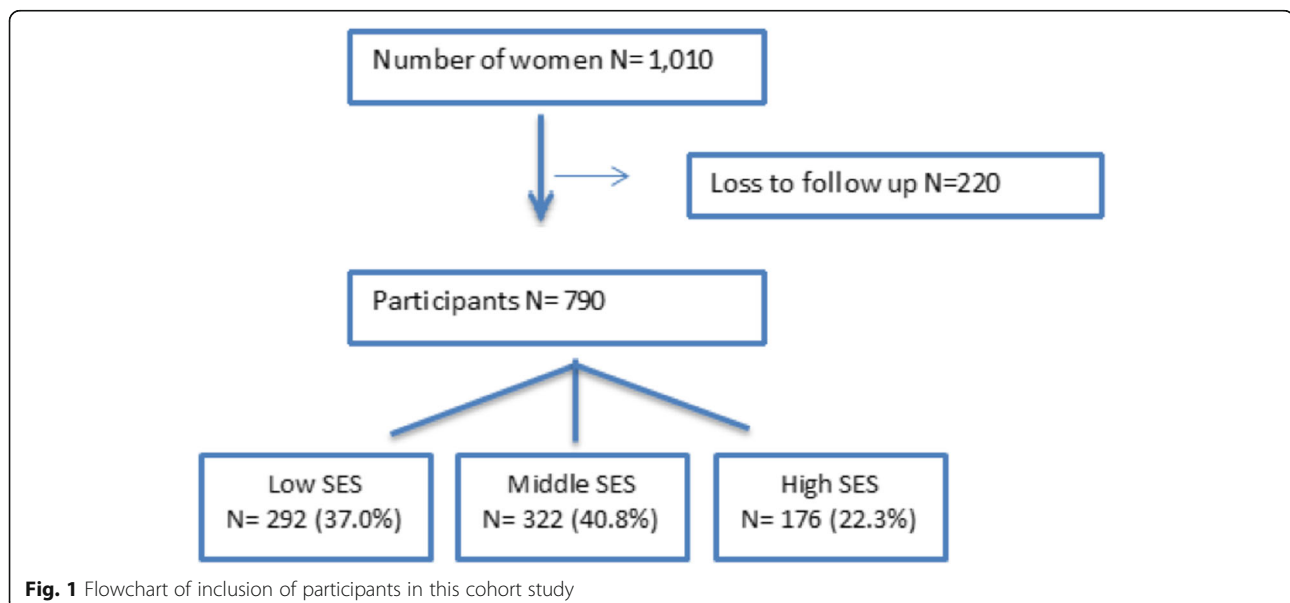 Number of women N= 1,010
Loss to follow up N=220
Participants N= 790
Low SES
N= 292 (37.0%)
Middle SES
N= 322 (40.8%)
High SES
N= 176 (22.3%)
Fig. 1 Flowchart of inclusion of participants in this cohort study